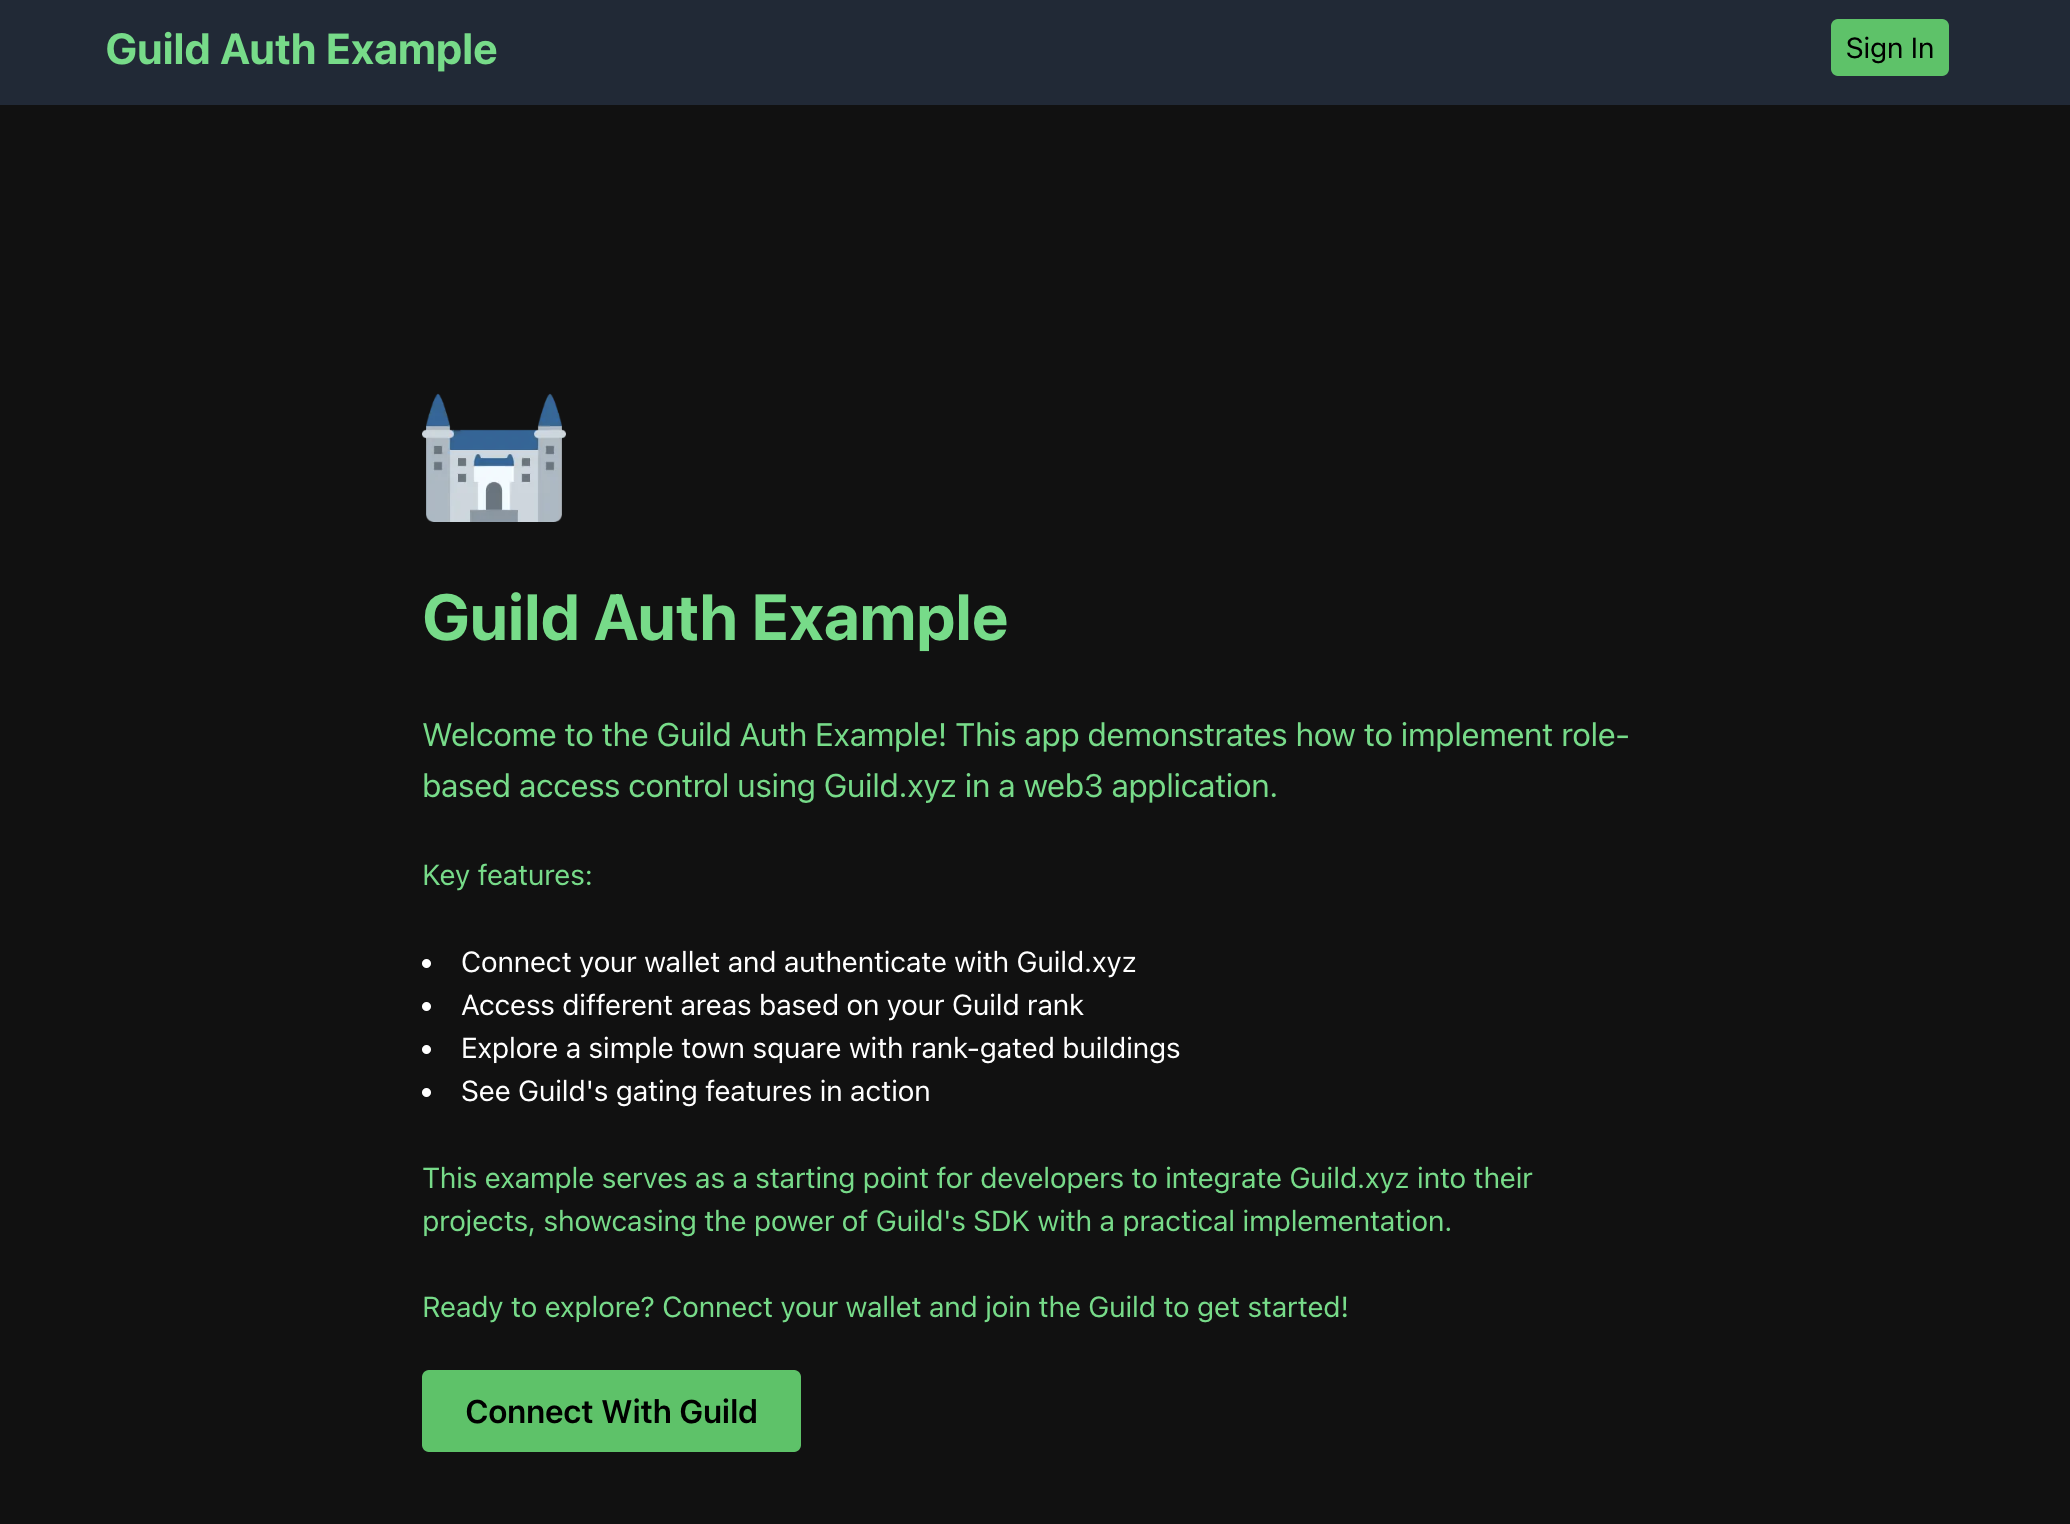 Guild Auth Example
Sign In
Guild Auth Example
Welcome to the Guild Auth Example! This app demonstrates how to implement role-
based access control using Guild.xyz in a web3 application.
Key features:
• Connect your wallet and authenticate with Guild.xyz
• Access different areas based on your Guild rank
• Explore a simple town square with rank-gated buildings
• See Guild's gating features in action
This example serves as a starting point for developers to integrate Guild.xyz into their
projects, showcasing the power of Guild's SDK with a practical implementation.
Ready to explore? Connect your wallet and join the Guild to get started!
Connect With Guild